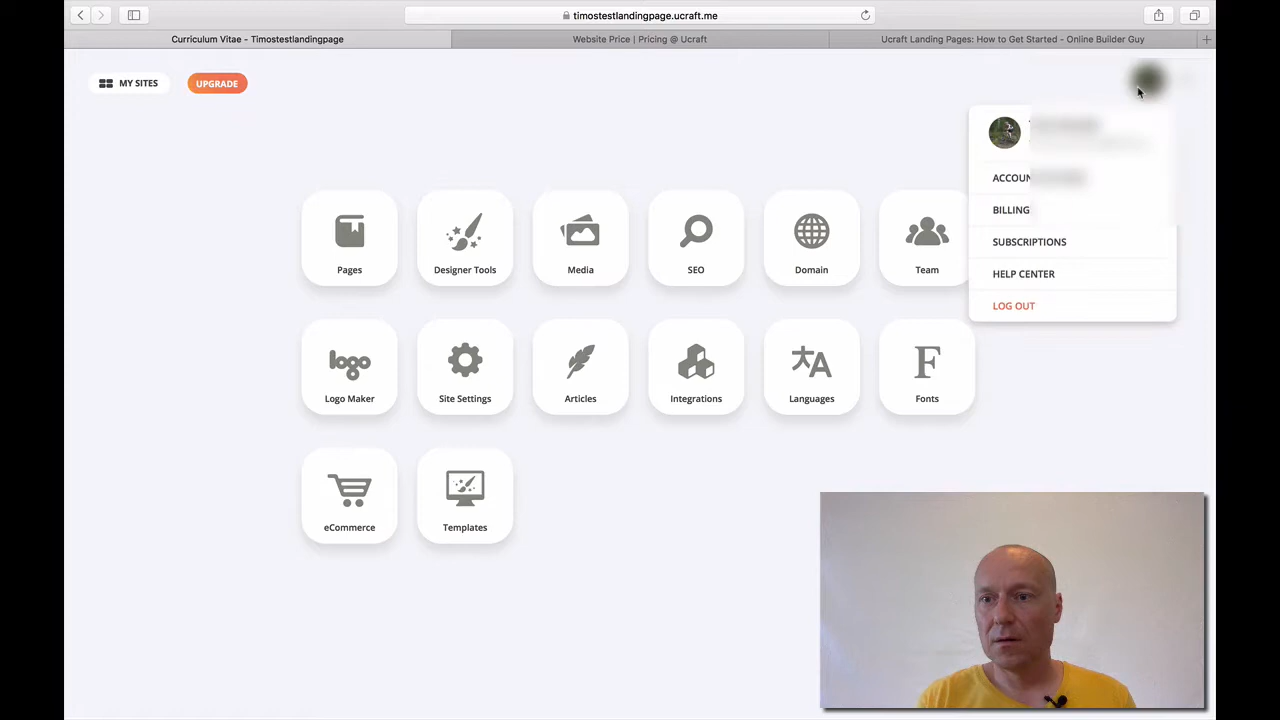 timostestlandingpage.ucraft.me
Curriculum Vitae - Timostestlandingpage
Website Price | Pricing @ Ucraft
Ucraft Landing Pages: How to Get Started - Online Builder Guy
MY SITES
UPGRADE
BILLING
SUBSCRIPTIONS
HELP CENTER
LOG OUT
Pages
Designer Tools
Media
SEO
Domain
Team
Logo Maker
Site Settings
Articles
Integrations
Languages
Fonts
eCommerce
Templates
logo
F